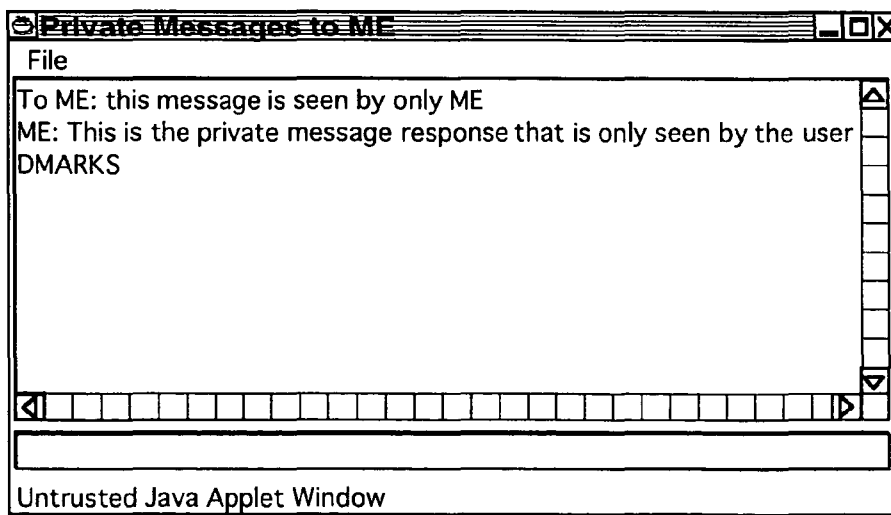 Private Messages to ME
File
To ME: this message is seen by only ME
ME: This is the private message response that is only seen by the user
DMARKS
Untrusted Java Applet Window